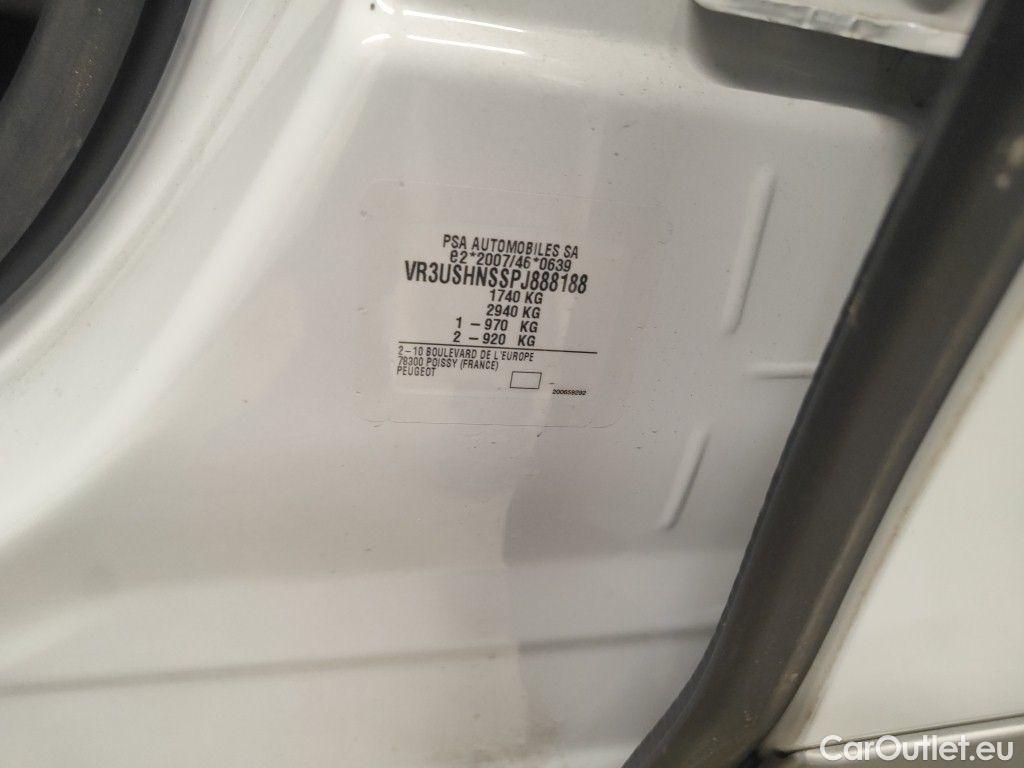 PSA AUTOMOBILES SA
e2*2007/46*0639
VR3USHNSSPJ888188
1740 KG
2940 KG
1 - 970 KG
2 - 920 KG
2-10 BOULEVARD DE L'EUROPE
78300 POISSY (FRANCE)
PEUGEOT
200659292
CarOutlet.eu